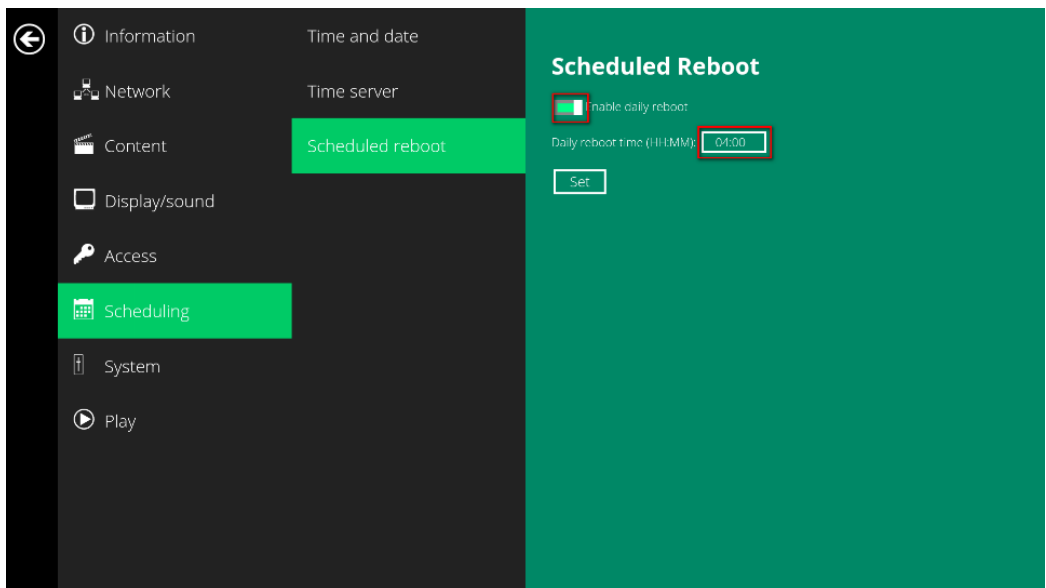 Information
Network
Content
Display/sound
Access
Scheduling
System
Play
Time and date
Time server
Scheduled reboot
Scheduled Reboot
Enable daily reboot
Daily reboot time (HH:MM): 04:00
Set